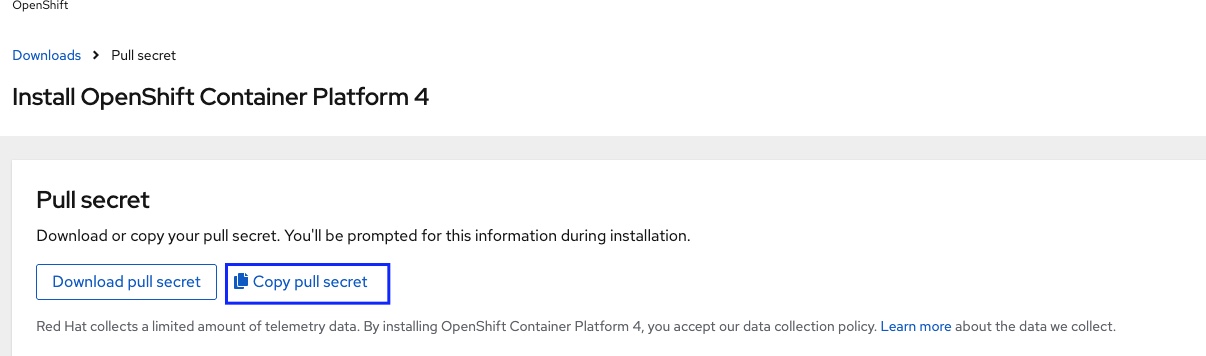 OpenShift
Downloads > Pull secret
Install OpenShift Container Platform 4
Pull secret
Download or copy your pull secret. You'll be prompted for this information during installation.
Download pull secret Copy pull secret
Red Hat collects a limited amount of telemetry data. By installing OpenShift Container Platform 4, you accept our data collection policy. Learn more about the data we collect.